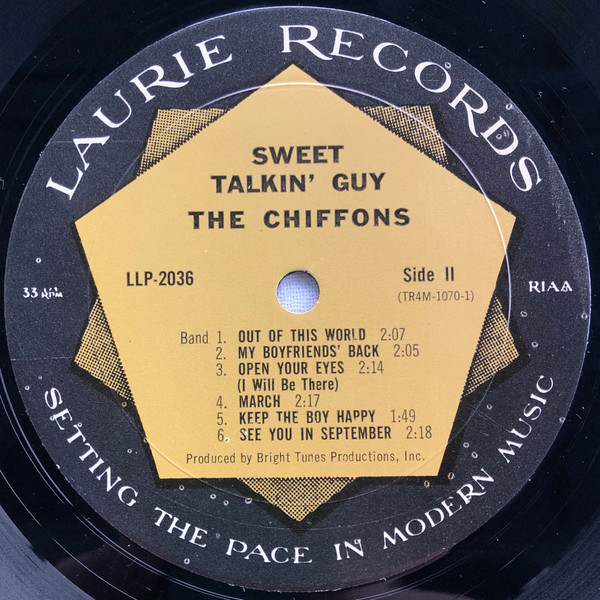 LAURIE RECORDS
SWEET
TALKIN' GUY
THE CHIFFONS
LLP-2036
Side II
(TR4M-1070-1)
33 1/3
RPM
RIAA
Band 1. OUT OF THIS WORLD 2:07
2. MY BOYFRIENDS' BACK 2:05
3. OPEN YOUR EYES 2:14
(I Will Be There)
4. MARCH 2:17
5. KEEP THE BOY HAPPY 1:49
6. SEE YOU IN SEPTEMBER 2:18
Produced by Bright Tunes Productions, Inc.
SETTING THE PACE IN MODERN MUSIC